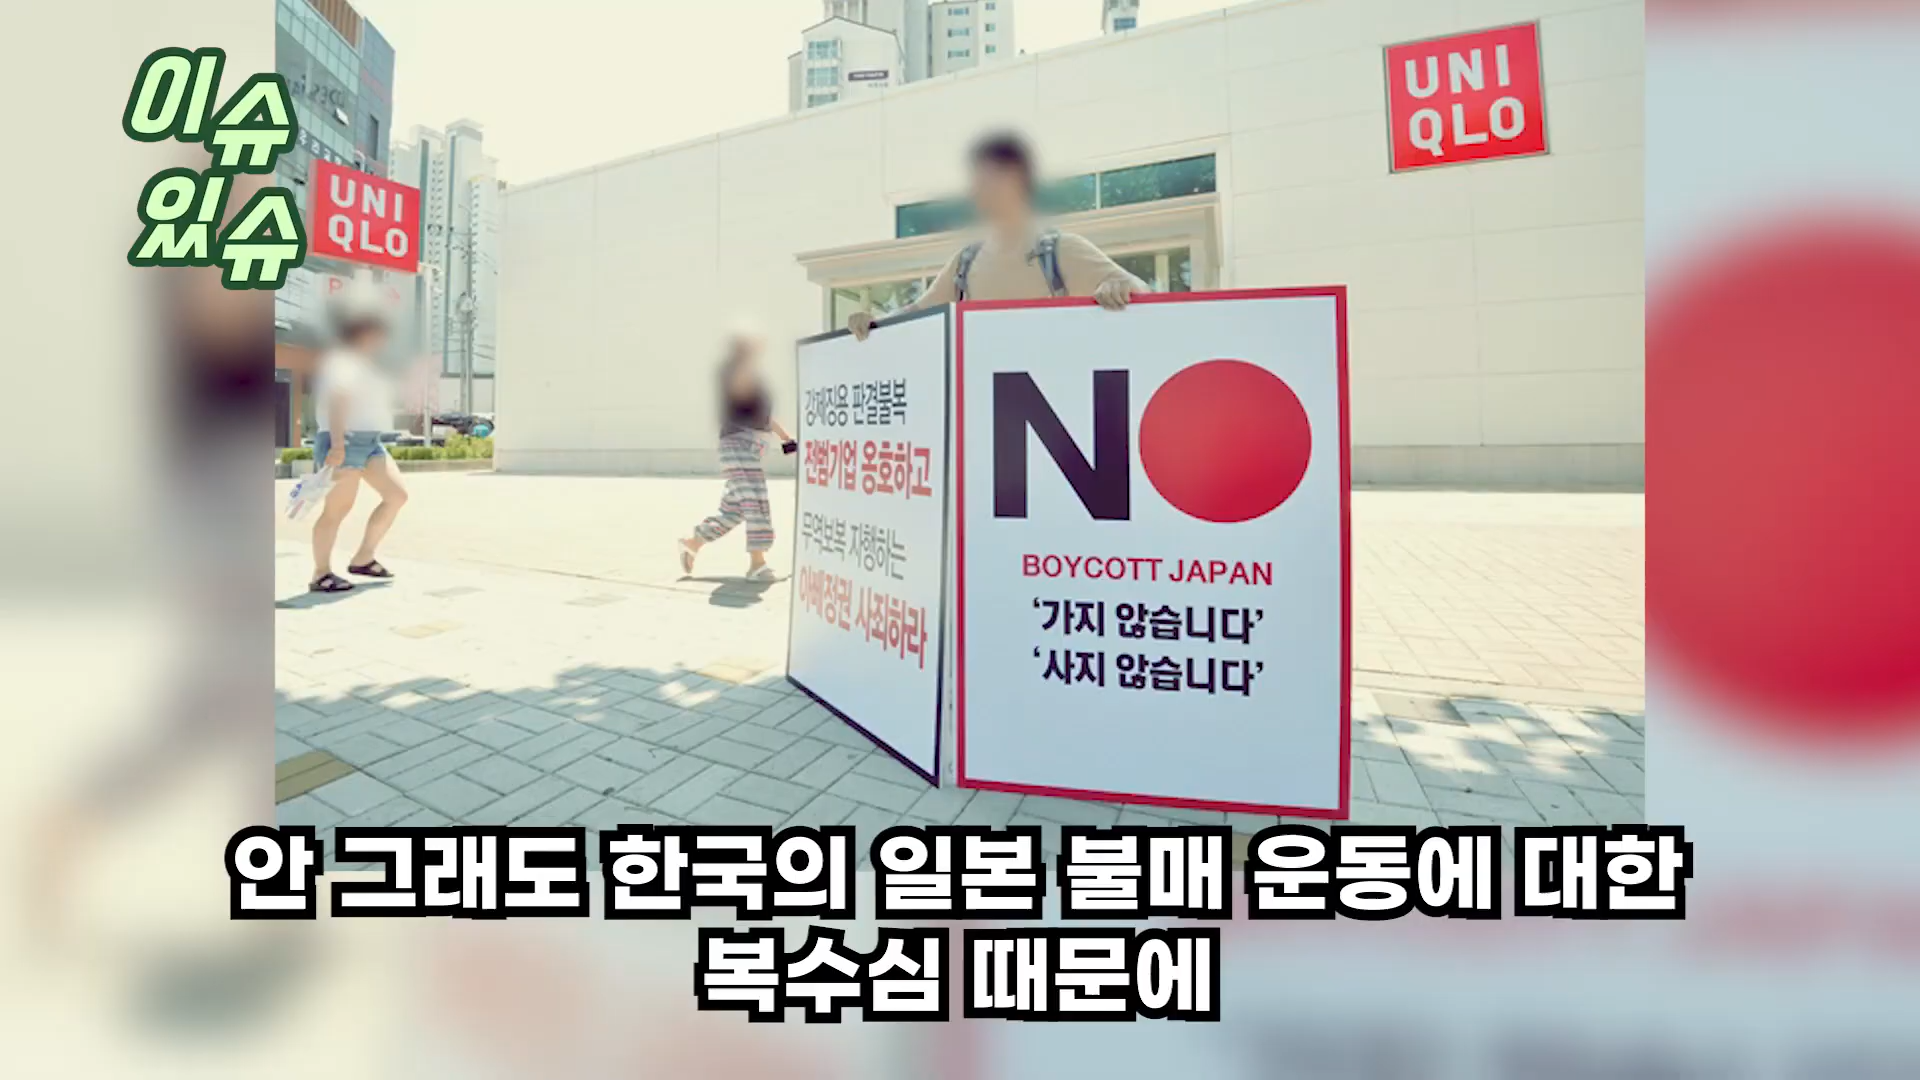 이슈
있슈
UNI
QLO
UNI
QLO
강제징용 판결불복
전범기업 옹호하고
무역보복 자행하는
아베정권 사죄하라
NO
BOYCOTT JAPAN
‘가지 않습니다’
‘사지 않습니다’
안 그래도 한국의 일본 불매 운동에 대한
복수심 때문에